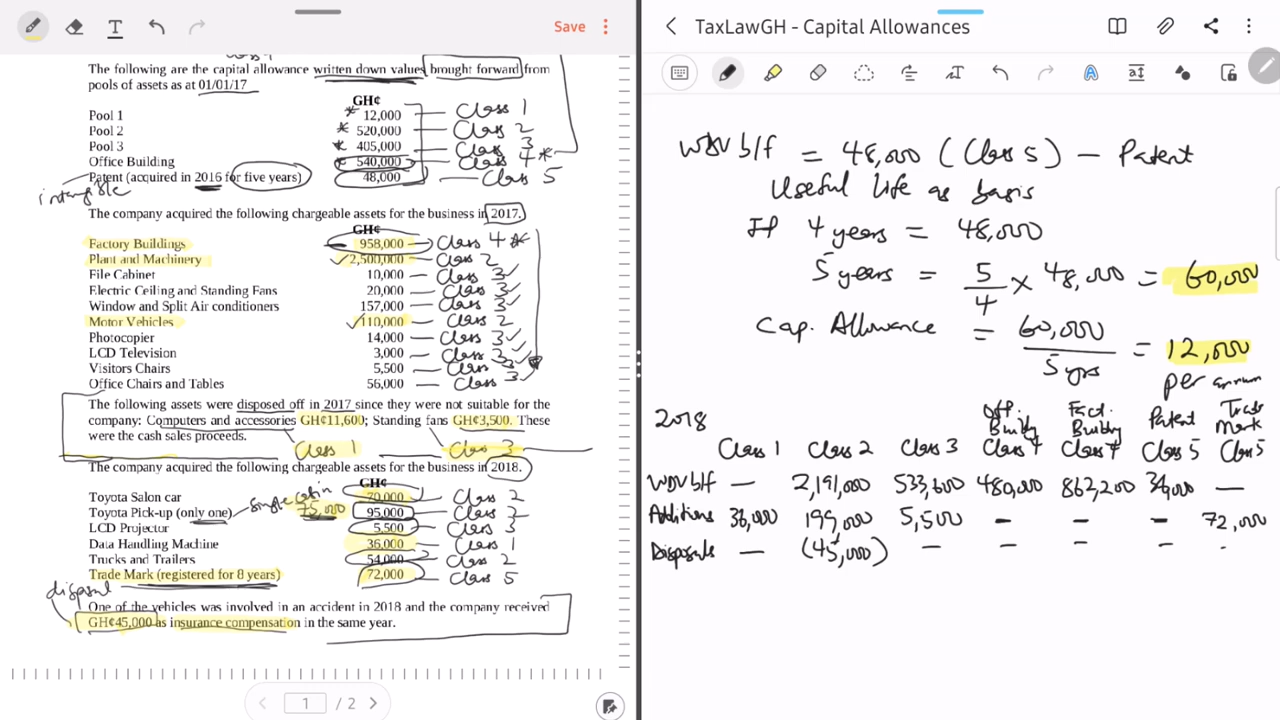 Save
The following are the capital allowance written down values brought forward from
pools of assets as at 01/01/17
GH¢
Pool 1 * 12,000 Class 1
Pool 2 * 520,000 Class 2
Pool 3 * 405,000 Class 3
Office Building 540,000 Class 4 *
Patent (acquired in 2016 for five years) 48,000 Class 5
intangible
The company acquired the following chargeable assets for the business in 2017.
GH¢
Factory Buildings 958,000 Class 4 *
Plant and Machinery ✓2,500,000 Class 2
File Cabinet 10,000 Class 3✓
Electric Ceiling and Standing Fans 20,000 Class 3✓
Window and Split Air conditioners 157,000 Class 3✓
Motor Vehicles ✓110,000 Class 2
Photocopier 14,000 Class 3✓
LCD Television 3,000 Class 3✓
Visitors Chairs 5,500 Class 3✓
Office Chairs and Tables 56,000 Class 3
The following assets were disposed off in 2017 since they were not suitable for the
company: Computers and accessories GH¢11,600; Standing fans GH¢3,500. These
were the cash sales proceeds.
Class 1 Class 3
The company acquired the following chargeable assets for the business in 2018.
GH¢
Toyota Salon car 70,000 Class 2
Toyota Pick-up (only one) single cabin 75,000 95,000 Class 2
LCD Projector 5,500 Class 3
Data Handling Machine 36,000 Class 1
Trucks and Trailers 54,000 Class 2
Trade Mark (registered for 8 years) 72,000 Class 5
disposal
One of the vehicles was involved in an accident in 2018 and the company received
GH¢45,000 as insurance compensation in the same year.
1 / 2
TaxLawGH - Capital Allowances
WDV b/f = 48,000 (Class 5) - Patent
Useful life as basis
If 4 years = 48,000
5 years = 5/4 × 48,000 = 60,000
Cap. Allowance = 60,000 / 5 yrs = 12,000
per annum
2018
Off. Building Fact. Building Patent Trade Mark
Class 1 Class 2 Class 3 Class 4 Class 4 Class 5 Class 5
WDV b/f — 2,191,000 533,600 480,000 862,200 36,000 —
Additions 36,000 199,000 5,500 - - - 72,000
Disposals — (45,000) — - - - -